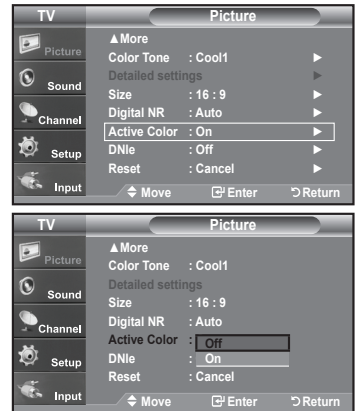 TV Picture
▲More
Picture
Color Tone : Cool1 ►
Detailed settings ►
Sound
Size : 16 : 9 ►
Digital NR : Auto ►
Channel
Active Color : On ►
Setup
DNIe : Off ►
Reset : Cancel ►
Input
Move Enter Return
TV Picture
▲More
Picture
Color Tone : Cool1
Detailed settings
Sound
Size : 16 : 9
Digital NR : Auto
Channel
Active Color : Off
Setup
DNIe : On
Reset : Cancel
Input
Move Enter Return